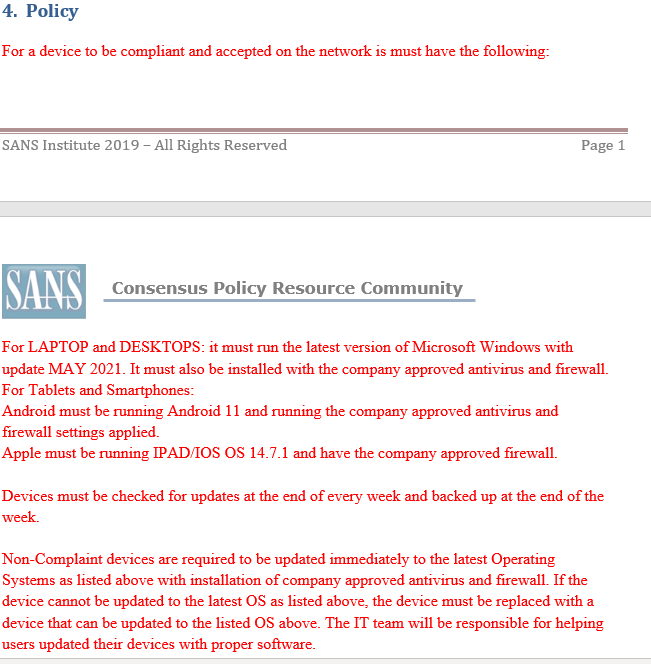 4. Policy
For a device to be compliant and accepted on the network is must have the following:
SANS Institute 2019 – All Rights Reserved Page 1
SANS
Consensus Policy Resource Community
For LAPTOP and DESKTOPS: it must run the latest version of Microsoft Windows with
update MAY 2021. It must also be installed with the company approved antivirus and firewall.
For Tablets and Smartphones:
Android must be running Android 11 and running the company approved antivirus and
firewall settings applied.
Apple must be running IPAD/IOS OS 14.7.1 and have the company approved firewall.
Devices must be checked for updates at the end of every week and backed up at the end of the
week.
Non-Complaint devices are required to be updated immediately to the latest Operating
Systems as listed above with installation of company approved antivirus and firewall. If the
device cannot be updated to the latest OS as listed above, the device must be replaced with a
device that can be updated to the listed OS above. The IT team will be responsible for helping
users updated their devices with proper software.